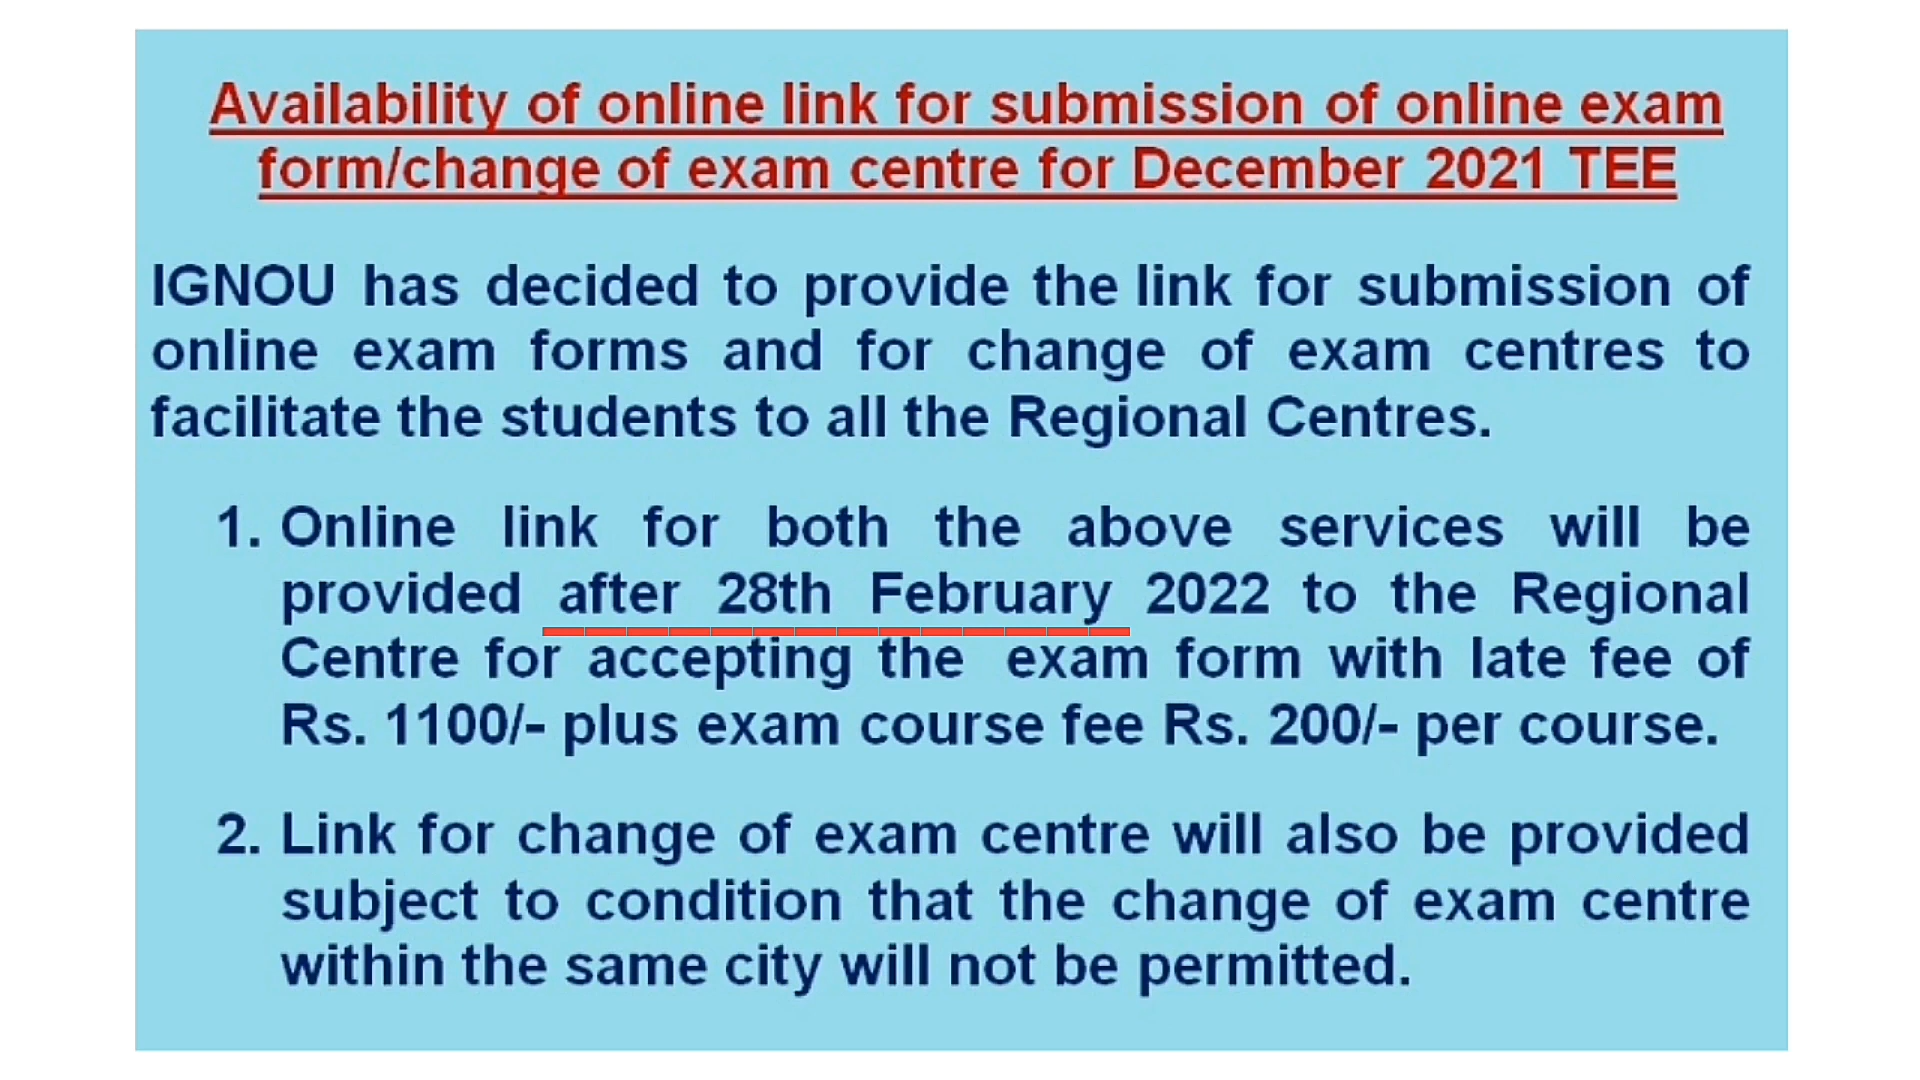 Availability of online link for submission of online exam
form/change of exam centre for December 2021 TEE
IGNOU has decided to provide the link for submission of
online exam forms and for change of exam centres to
facilitate the students to all the Regional Centres.
1. Online link for both the above services will be
provided after 28th February 2022 to the Regional
Centre for accepting the exam form with late fee of
Rs. 1100/- plus exam course fee Rs. 200/- per course.
2. Link for change of exam centre will also be provided
subject to condition that the change of exam centre
within the same city will not be permitted.